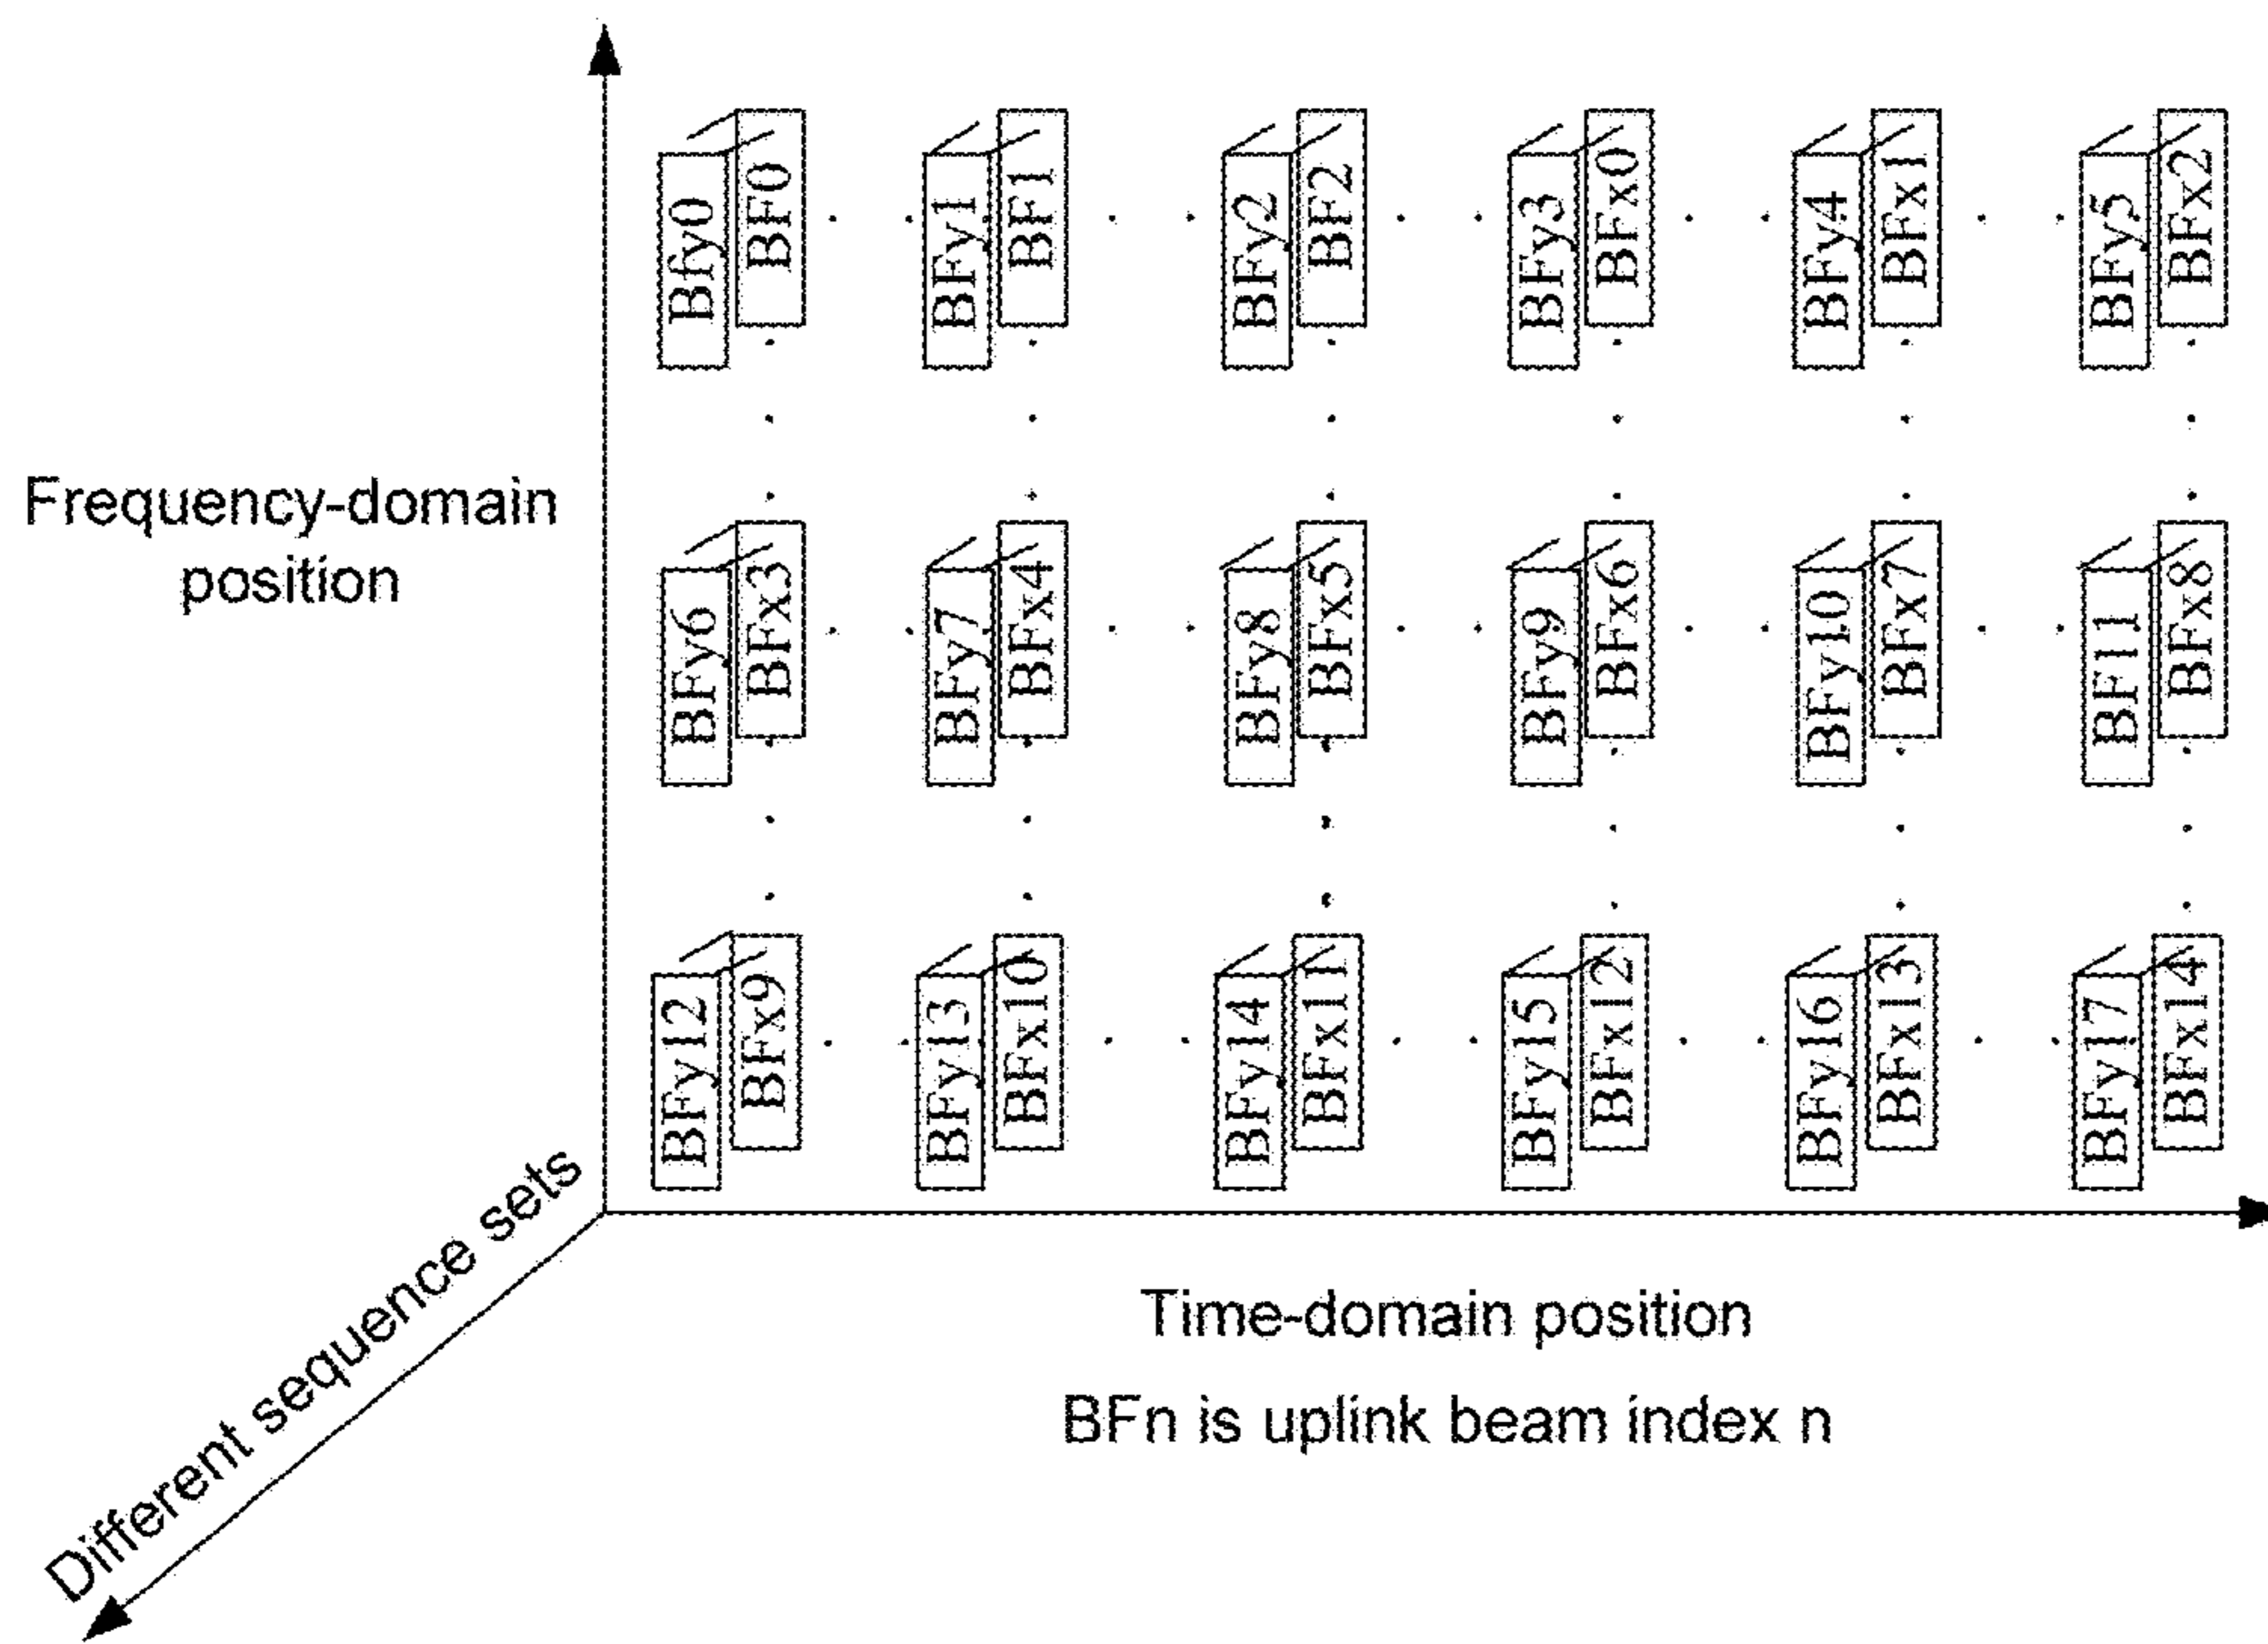 Bfy0
BF0
BFy1
BF1
BFy2
BF2
BFy3
BFx0
BFy4
BFx1
BFy5
BFx2
Frequency-domain
position
BFy6
BFx3
BFy7
BFx4
BFy8
BFx5
BFy9
BFx6
BFy10
BFx7
BF11
BFx8
BFy12
BFx9
BFy13
BFx10
BFy14
BFx11
BFy15
BFx12
BFy16
BFx13
BFy17
BFx14
Different sequence sets
Time-domain position
BFn is uplink beam index n